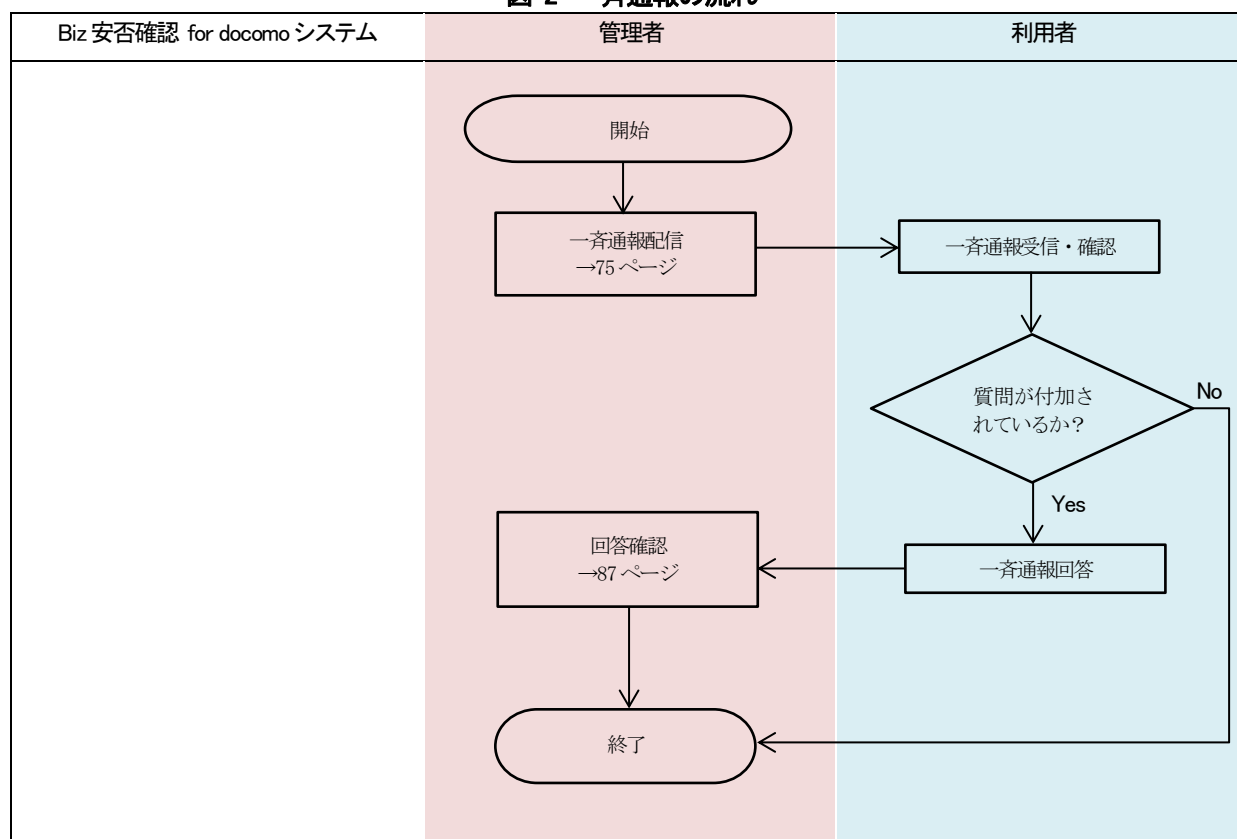 Biz 安否確認 for docomo システム
管理者
利用者
開始
一斉通報配信
→75 ページ
一斉通報受信・確認
質問が付加さ
れているか?
No
Yes
回答確認
→87 ページ
一斉通報回答
終了